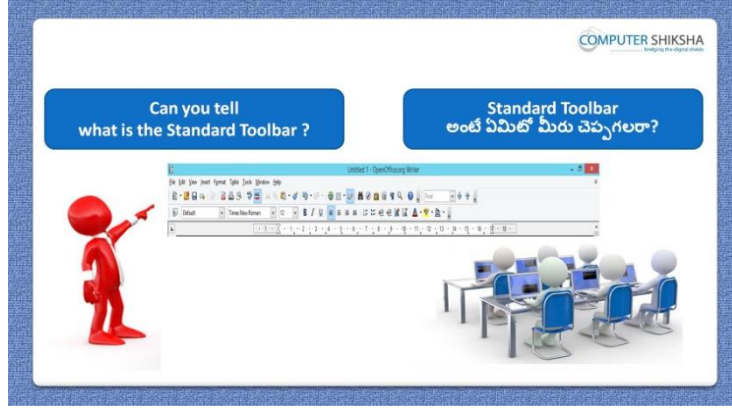 COMPUTER SHIKSHA
bridging the digital divide
Can you tell
what is the Standard Toolbar ?
Standard Toolbar
అంటే ఏమిటో మీరు చెప్పగలరా?
Untitled 1 - OpenOffice.org Writer
File Edit View Insert Format Table Tools Window Help
Find
Default Times New Roman 12 B I U